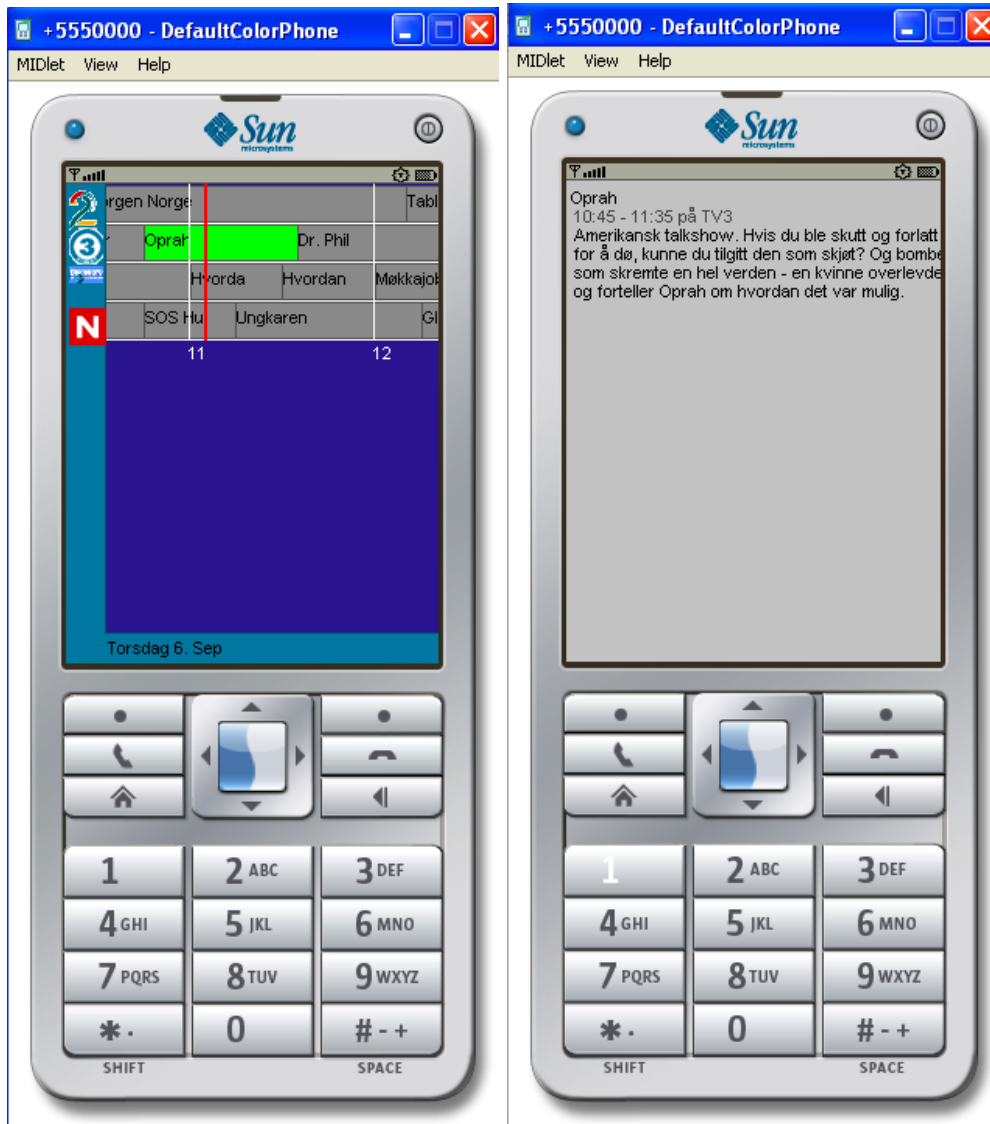 +5550000 - DefaultColorPhone
MIDlet View Help
Sun
microsystems
2 orgen Norge Tabl
3 Oprah Dr. Phil
Hvorda Hvordan Møkkajob
N SOS Hu Ungkaren Gl
11 12
Torsdag 6. Sep
1 2 ABC 3 DEF
4 GHI 5 JKL 6 MNO
7 PQRS 8 TUV 9 WXYZ
* . 0 # - +
SHIFT SPACE
+5550000 - DefaultColorPhone
MIDlet View Help
Sun
microsystems
Oprah
10:45 - 11:35 på TV3
Amerikansk talkshow. Hvis du ble skutt og forlatt
for å dø, kunne du tilgitt den som skjøt? Og bombe
som skremte en hel verden - en kvinne overlevde
og forteller Oprah om hvordan det var mulig.
1 2 ABC 3 DEF
4 GHI 5 JKL 6 MNO
7 PQRS 8 TUV 9 WXYZ
* . 0 # - +
SHIFT SPACE